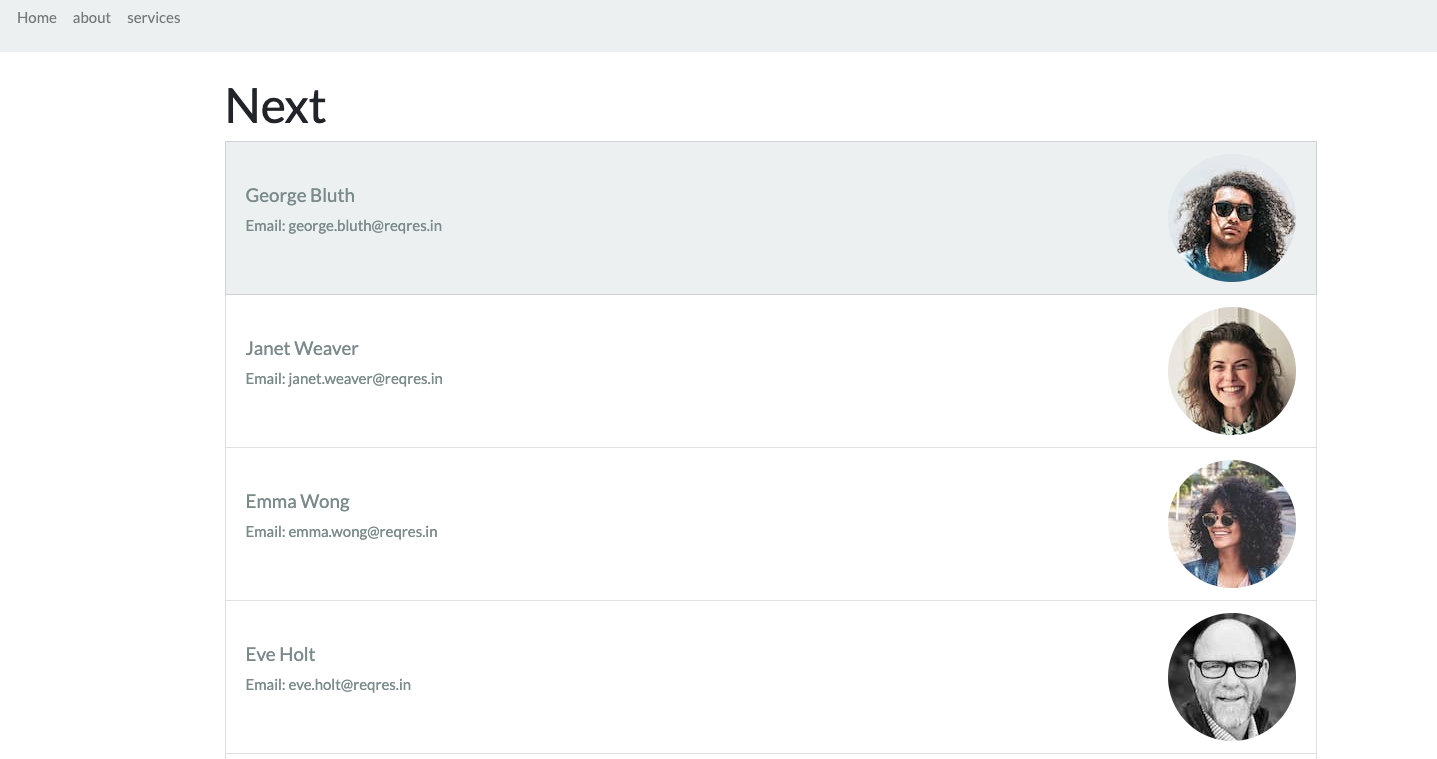 Home about services
Next
George Bluth
Email: george.bluth@reqres.in
Janet Weaver
Email: janet.weaver@reqres.in
Emma Wong
Email: emma.wong@reqres.in
Eve Holt
Email: eve.holt@reqres.in